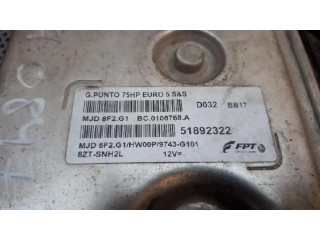 G.PUNTO 75HP EURO 5 S&S
D032 BB17
MJD 8F2.G1 BC.0106768.A
51892322
MJD 8F2.G1/HW00P/9743-G101
8ZT-SNH2L 12V=
FPT